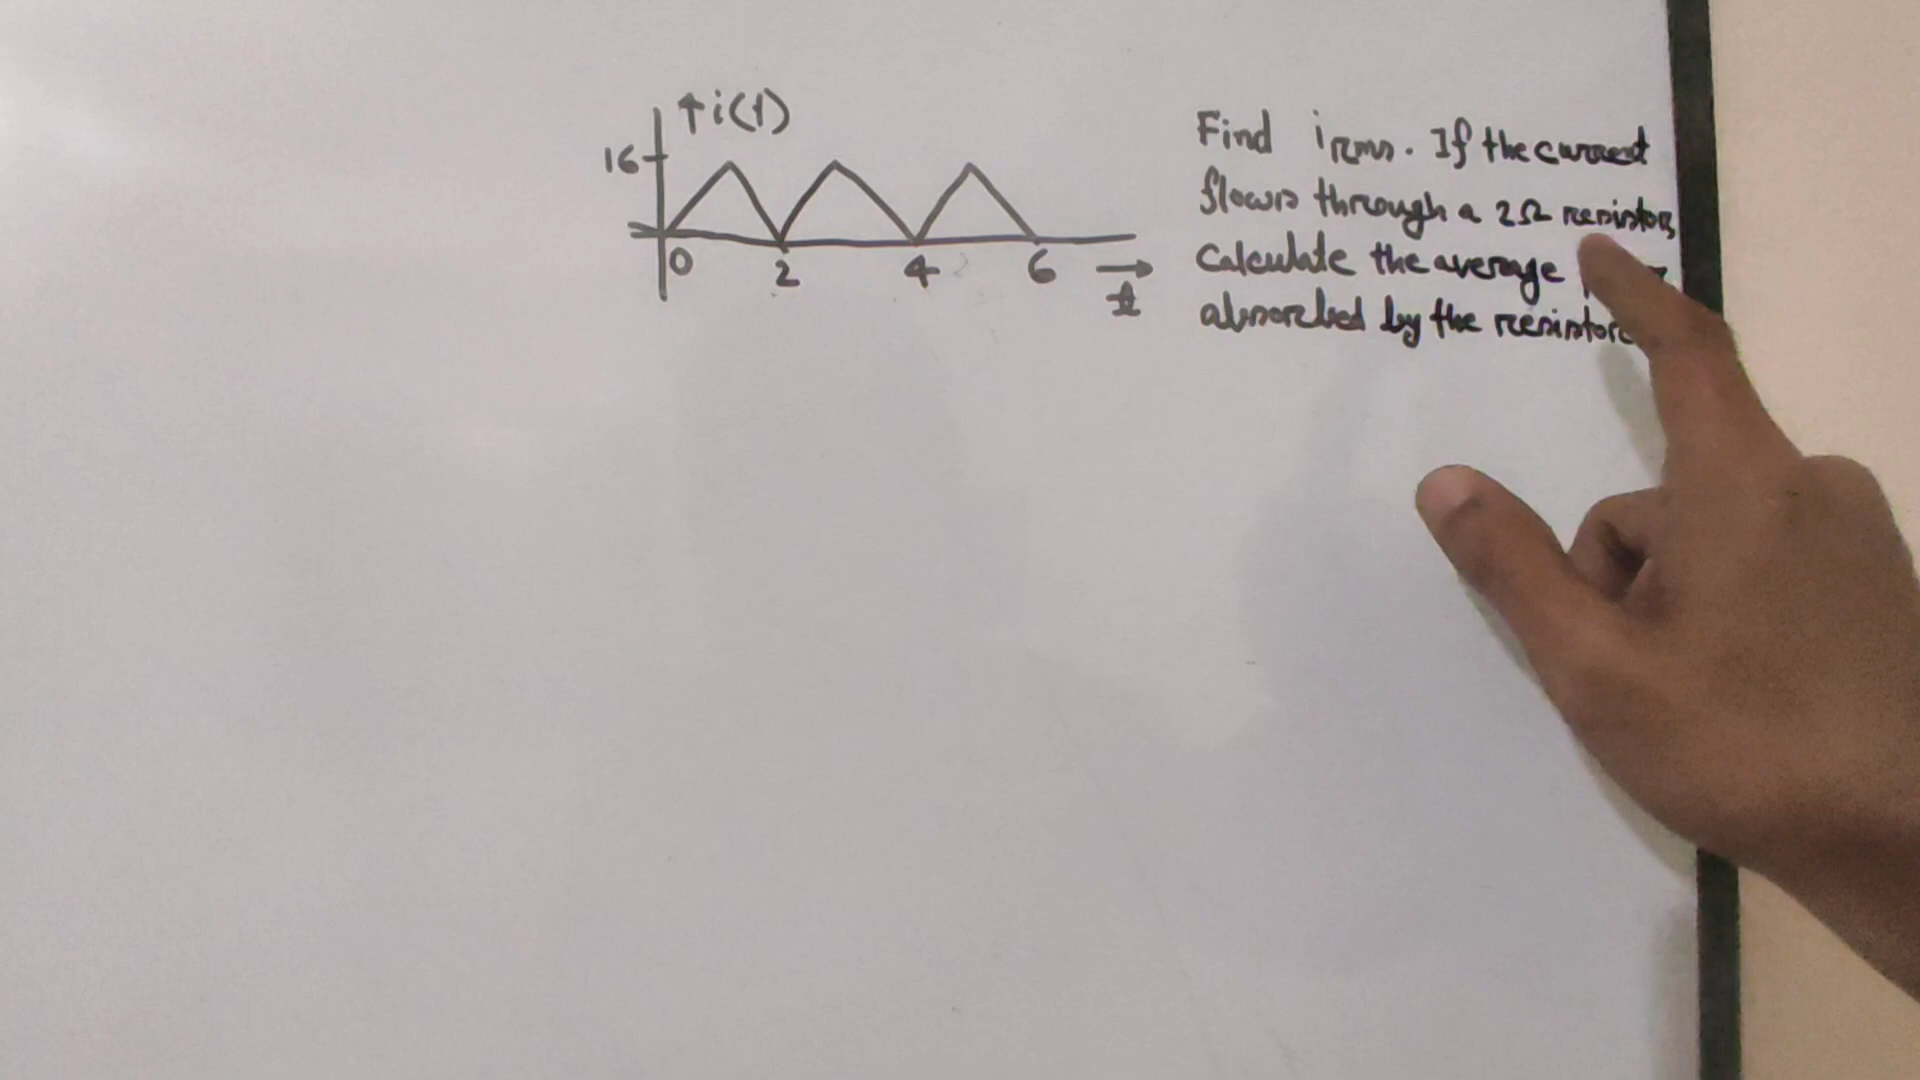 ↑i(t)
16
0 2 4 6 →
t
Find iRms. If the current
flows through a 2Ω resistor,
Calculate the average
absorbed by the resistor